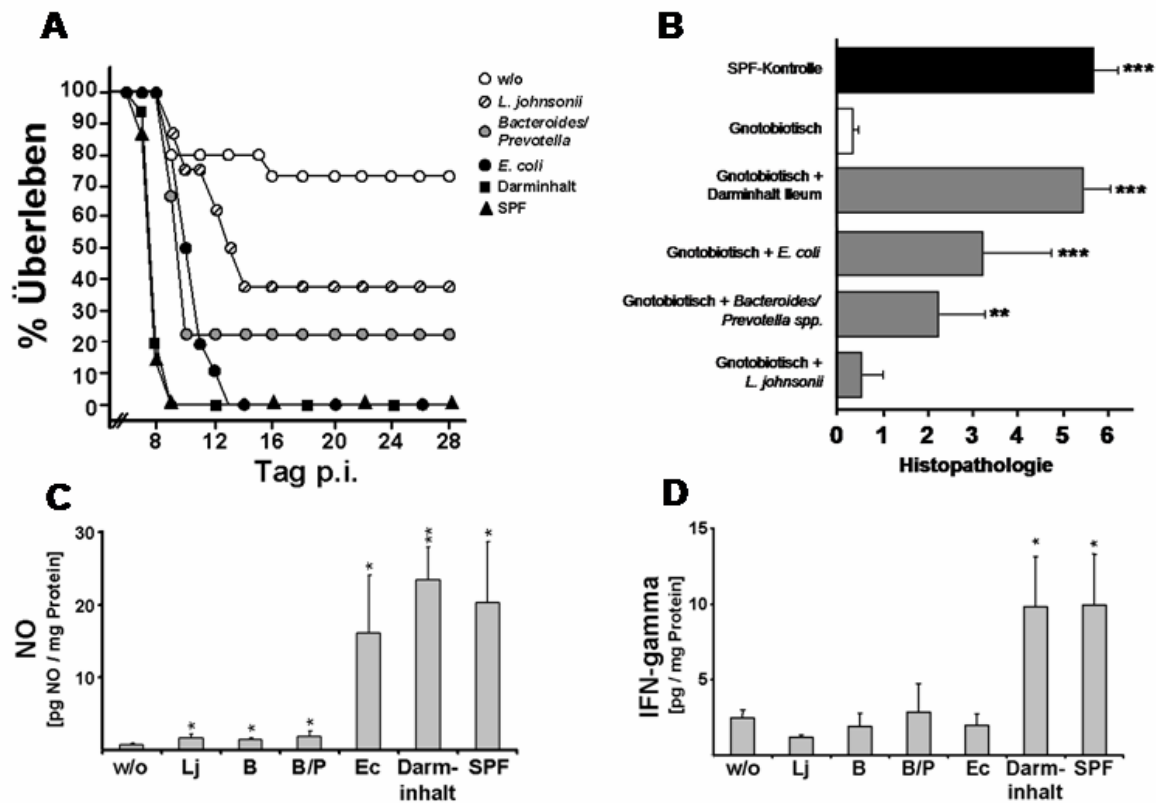 A
% Überleben
100
90
80
70
60
50
40
30
20
10
0
8
12
16
20
24
28
Tag p.i.
w/o
L. johnsonii
Bacteroides/
Prevotella
E. coli
Darminhalt
SPF
B
SPF-Kontrolle
***
Gnotobiotisch
Gnotobiotisch +
Darminhalt Ileum
***
Gnotobiotisch + E. coli
***
Gnotobiotisch + Bacteroides/
Prevotella spp.
**
Gnotobiotisch +
L. johnsonii
0 1 2 3 4 5 6
Histopathologie
C
NO
[pg NO / mg Protein]
30
20
10
*
*
*
*
**
*
w/o Lj B B/P Ec Darm-
inhalt SPF
D
IFN-gamma
[pg / mg Protein]
15
10
5
*
*
w/o Lj B B/P Ec Darm-
inhalt SPF